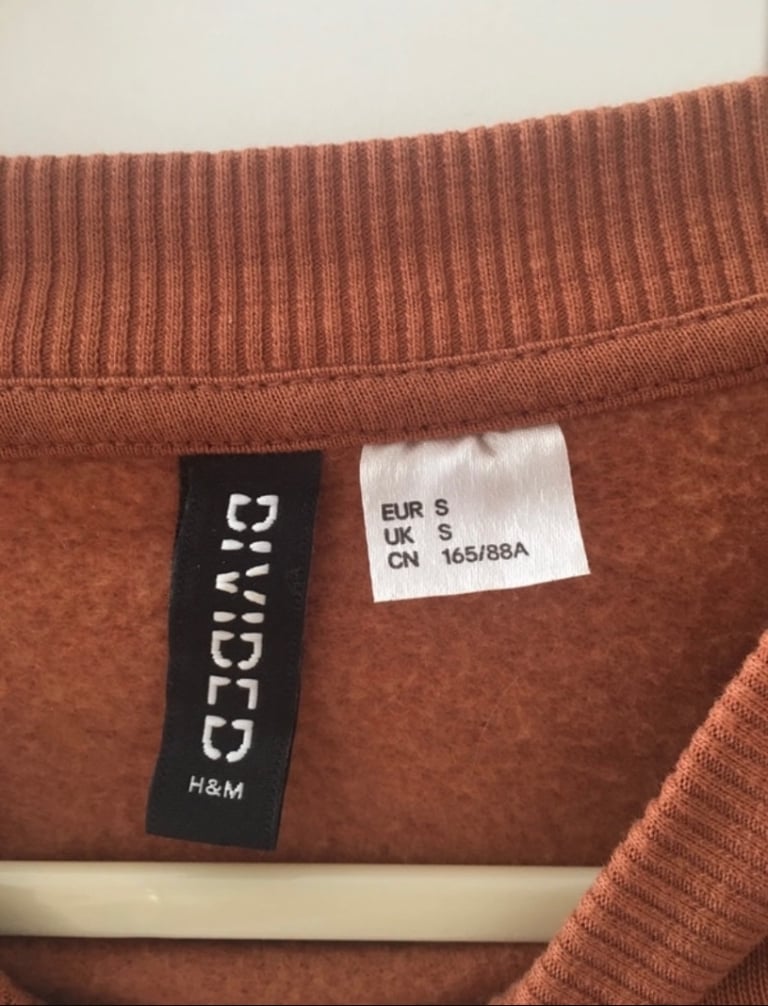 DIVIDED
H&M
EUR S
UK S
CN 165/88A